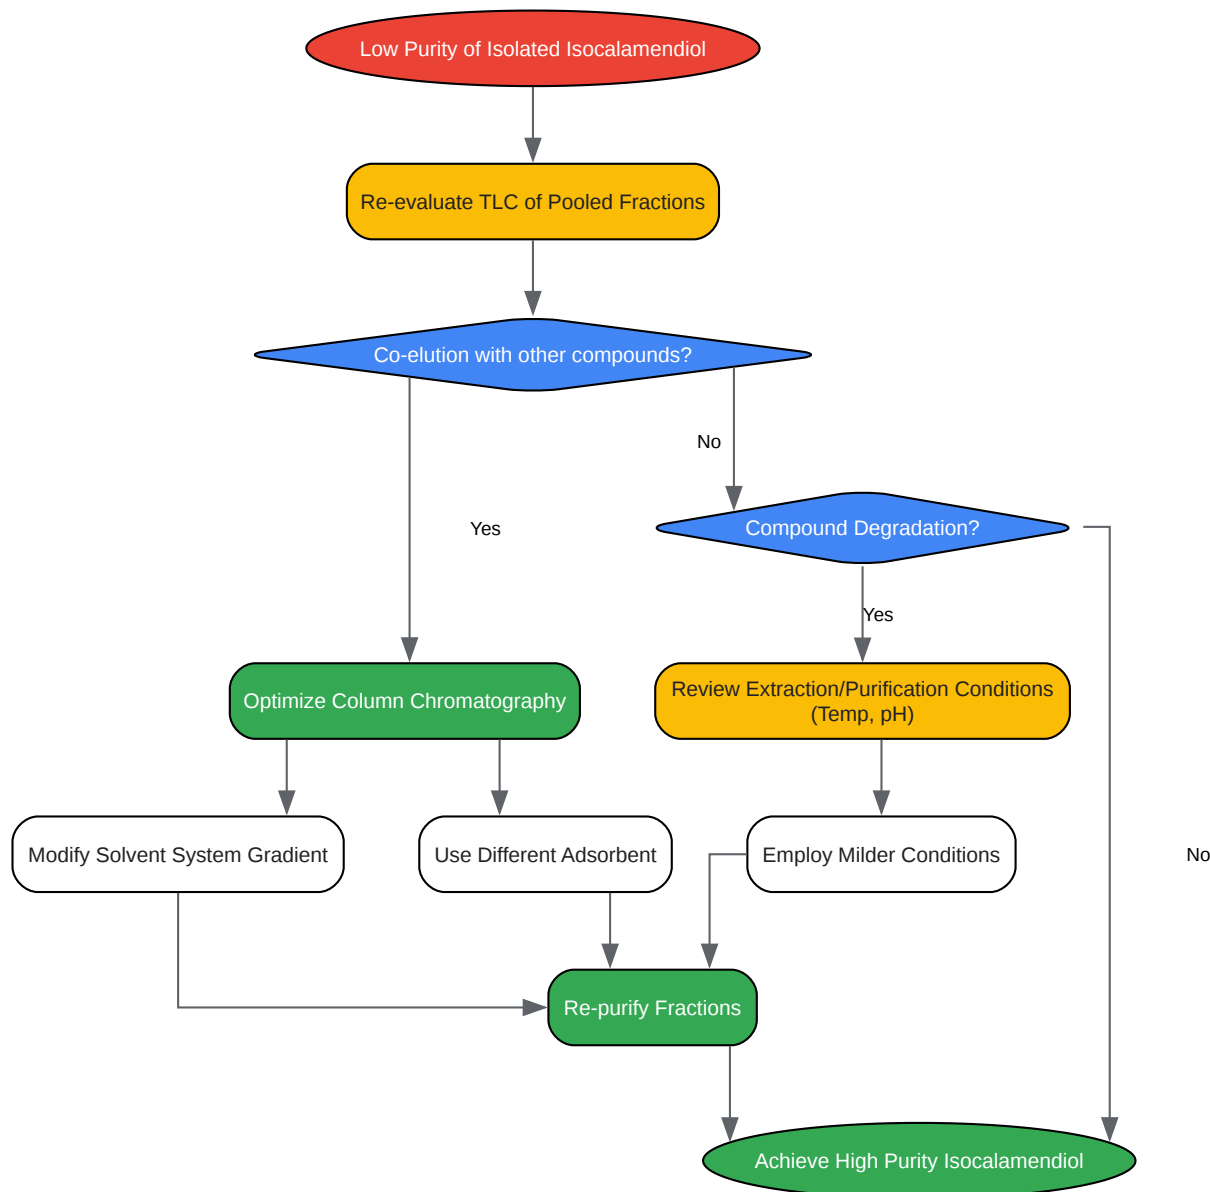 Low Purity of Isolated Isocalamendiol
Re-evaluate TLC of Pooled Fractions
Co-elution with other compounds?
No
Yes
Compound Degradation?
Yes
Optimize Column Chromatography
Review Extraction/Purification Conditions
(Temp, pH)
Modify Solvent System Gradient
Use Different Adsorbent
Employ Milder Conditions
No
Re-purify Fractions
Achieve High Purity Isocalamendiol